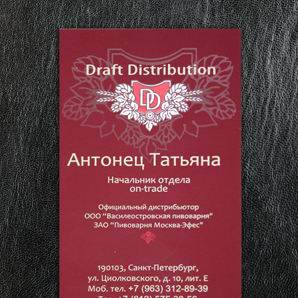 Draft Distribution
DD
Антонец Татьяна
Начальник отдела
on-trade
Официальный дистрибьютор
ООО "Василеостровская пивоварня"
ЗАО "Пивоварня Москва-Эфес"
190103, Санкт-Петербург,
ул. Циолковского, д. 10, лит. Е
Моб. тел. +7 (963) 312-89-39